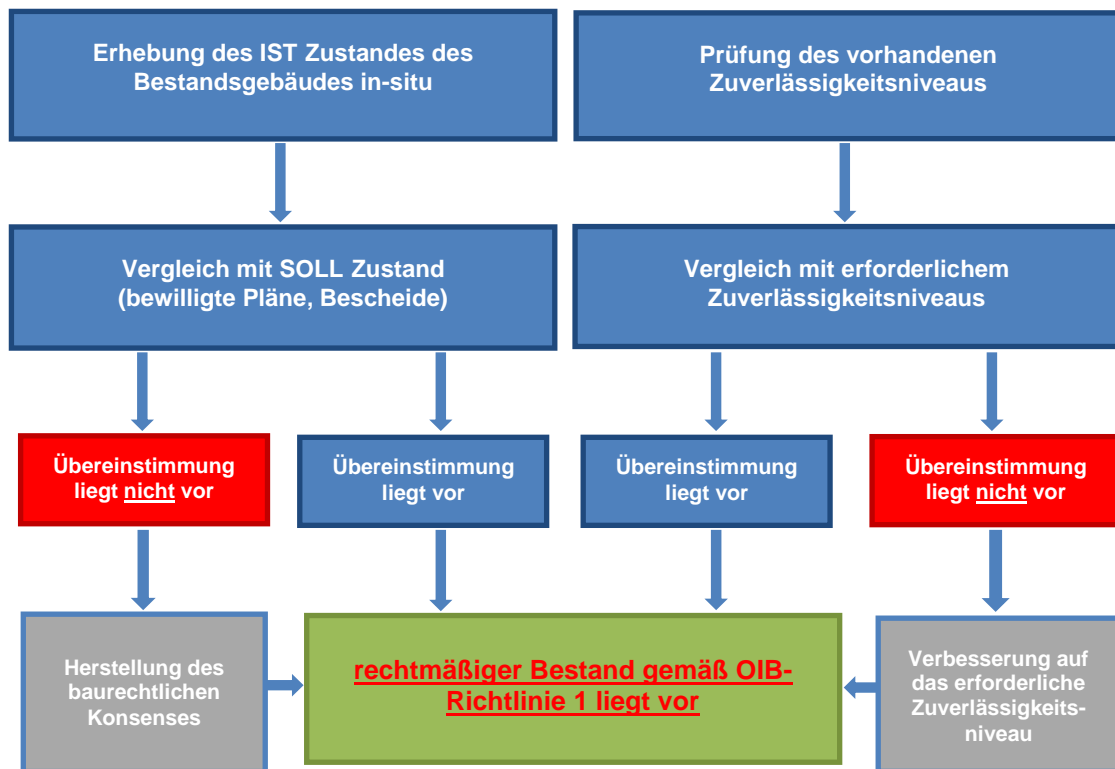 Erhebung des IST Zustandes des
Bestandsgebäudes in-situ
Prüfung des vorhandenen
Zuverlässigkeitsniveaus
Vergleich mit SOLL Zustand
(bewilligte Pläne, Bescheide)
Vergleich mit erforderlichem
Zuverlässigkeitsniveaus
Übereinstimmung
liegt nicht vor
Übereinstimmung
liegt vor
Übereinstimmung
liegt vor
Übereinstimmung
liegt nicht vor
Herstellung des
baurechtlichen
Konsenses
rechtmäßiger Bestand gemäß OIB-
Richtlinie 1 liegt vor
Verbesserung auf
das erforderliche
Zuverlässigkeits-
niveau